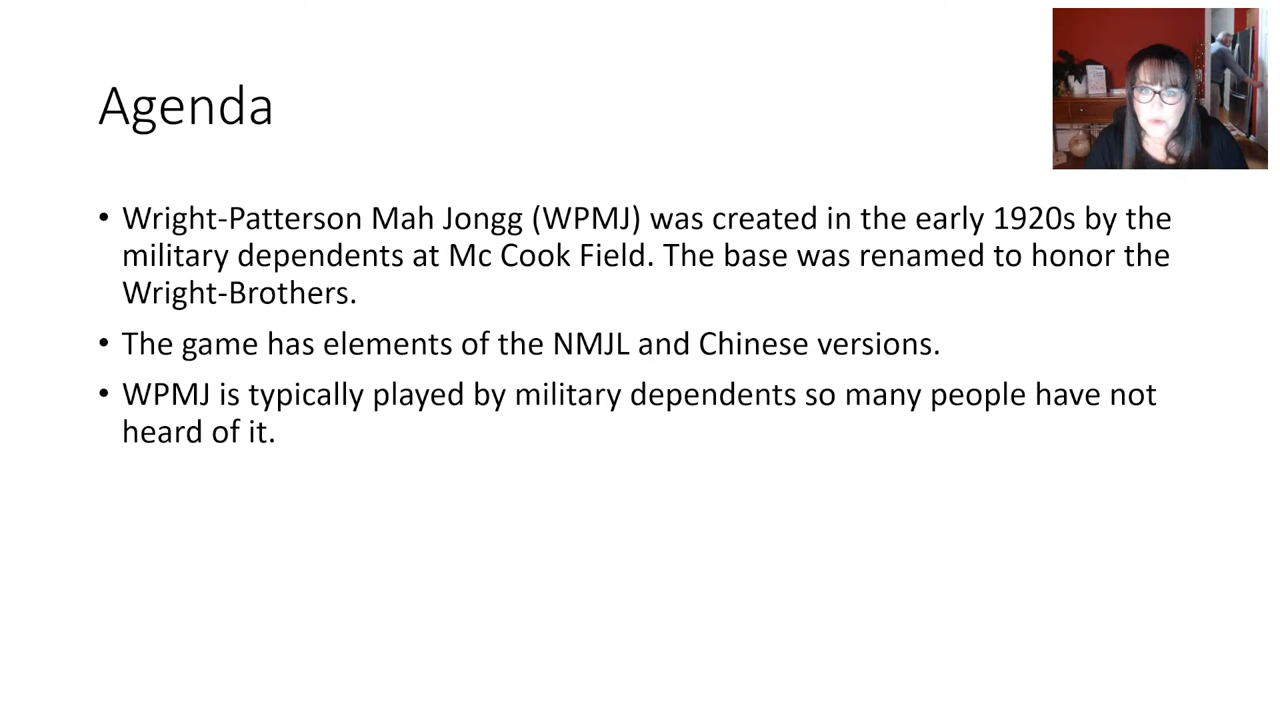 Agenda
• Wright-Patterson Mah Jongg (WPMJ) was created in the early 1920s by the
military dependents at Mc Cook Field. The base was renamed to honor the
Wright-Brothers.
• The game has elements of the NMJL and Chinese versions.
• WPMJ is typically played by military dependents so many people have not
heard of it.